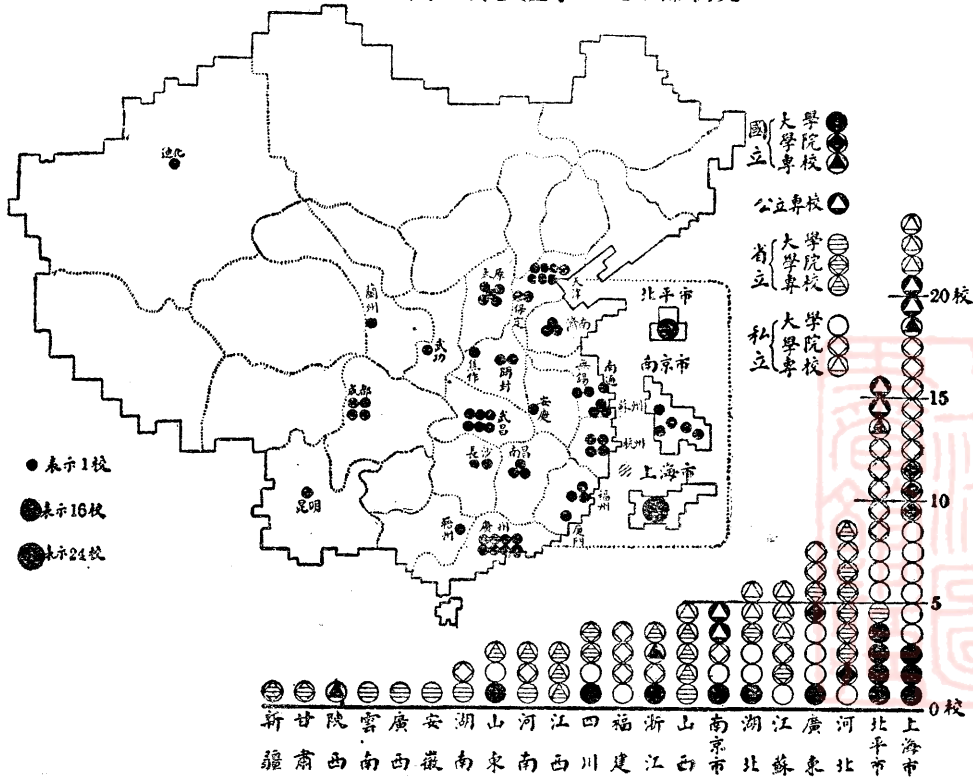 國立{大學
學院
專校
公立專校
省立{大學
學院
專校
私立{大學
學院
專校
迪化
蘭州
武功
太原
保定
天津
濟南
焦作
開封
無錫
南通
蘇州
安慶
杭州
成都
武昌
長沙
南昌
福州
廈門
昆明
廣州
北平市
南京市
上海市
表示1校
表示16校
表示24校
20校
15
10
5
0校
新疆
甘肅
陝西
雲南
廣西
安徽
湖南
山東
河南
江西
四川
福建
浙江
山西
南京市
湖北
江蘇
廣東
河北
北平市
上海市